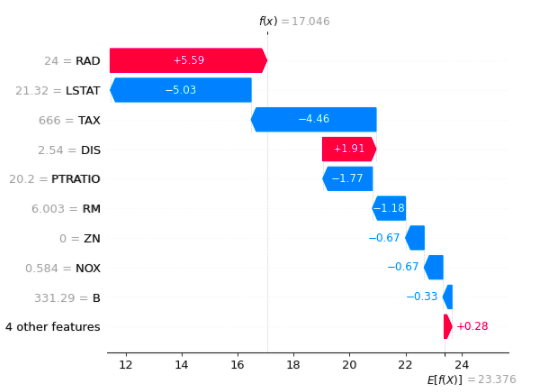 f(x) = 17.046
24 = RAD
+5.59
21.32 = LSTAT
−5.03
666 = TAX
−4.46
2.54 = DIS
+1.91
20.2 = PTRATIO
−1.77
6.003 = RM
−1.18
0 = ZN
−0.67
0.584 = NOX
−0.67
331.29 = B
−0.33
4 other features
+0.28
12 14 16 18 20 22 24
E[f(X)] = 23.376